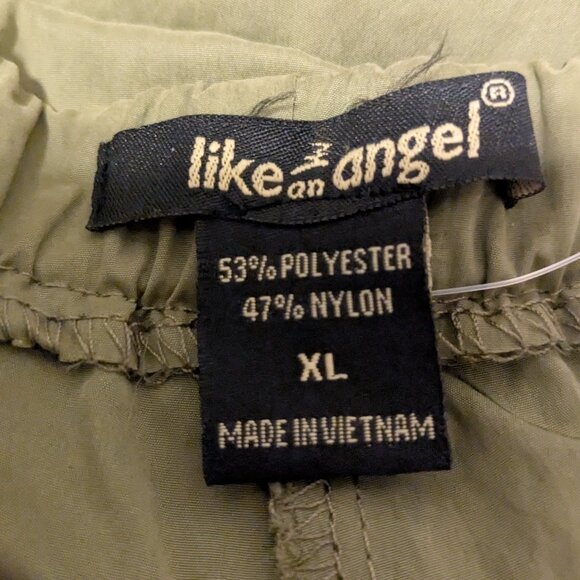 like an angel®
53% POLYESTER
47% NYLON
XL
MADE IN VIETNAM